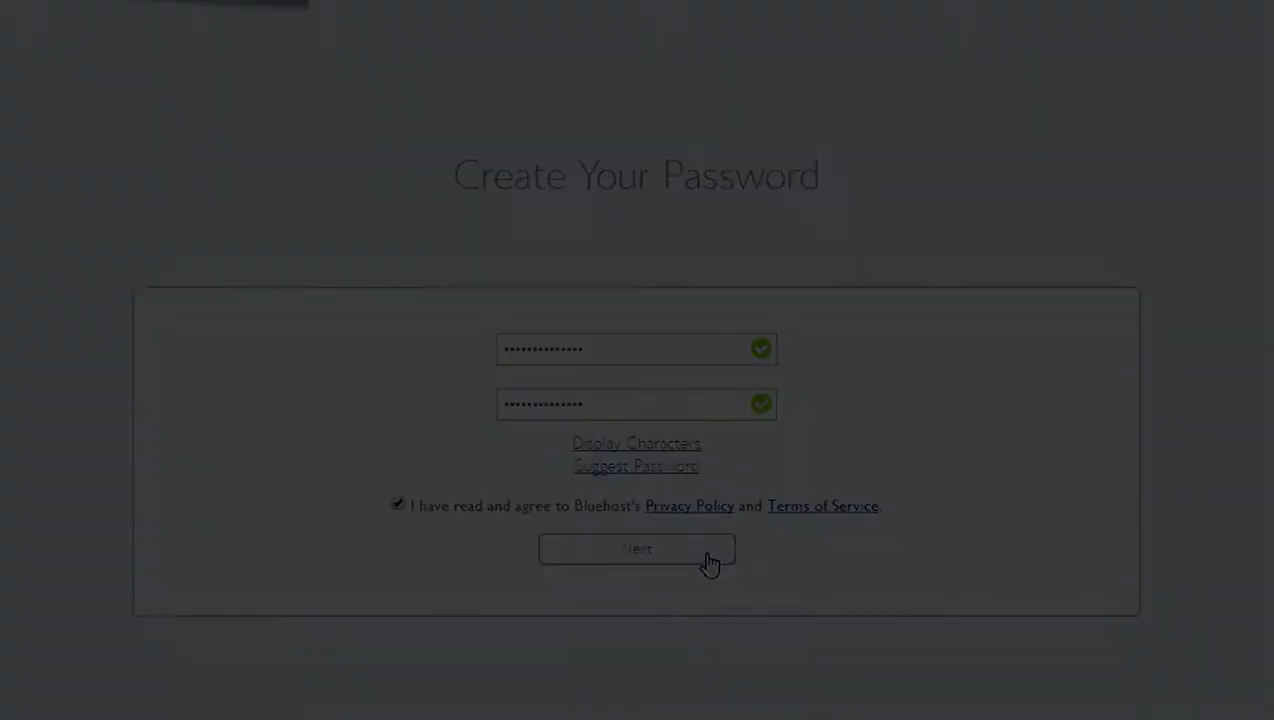 Create Your Password
••••••••••••••
••••••••••••••
Display Characters
Suggest Password
I have read and agree to Bluehost's Privacy Policy and Terms of Service.
Next